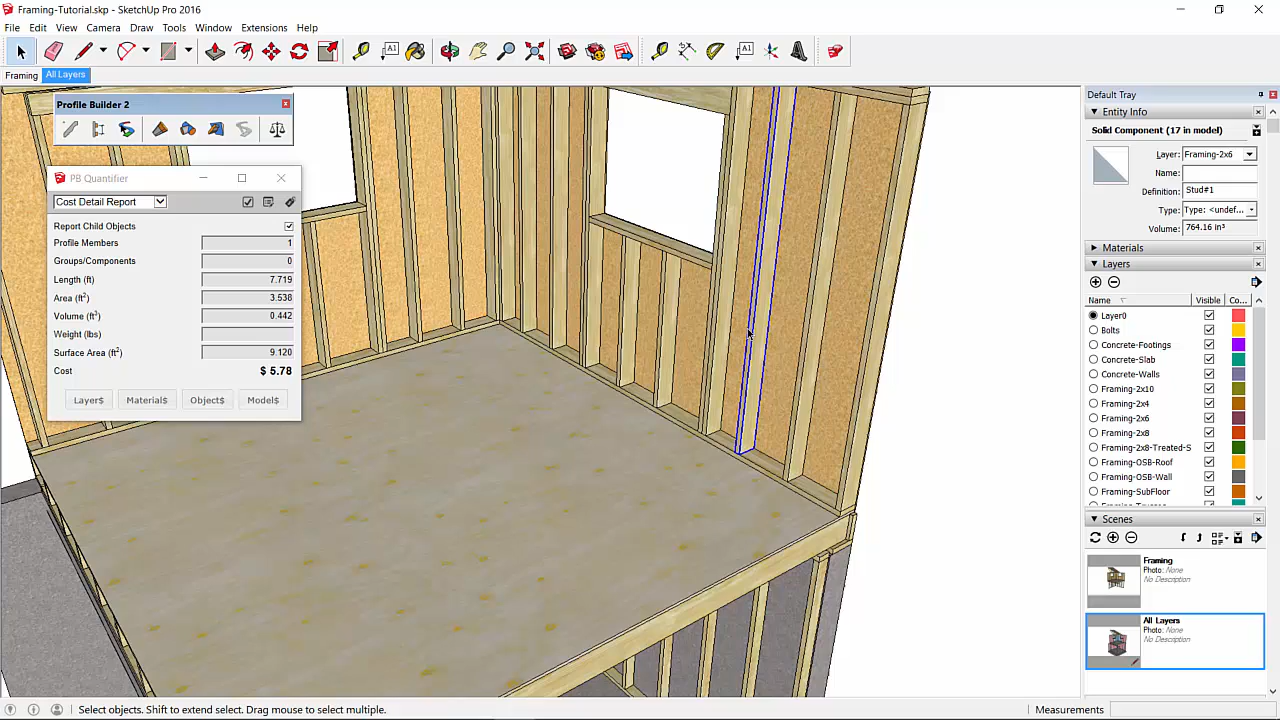 Framing-Tutorial.skp - SketchUp Pro 2016
File Edit View Camera Draw Tools Window Extensions Help
Framing All Layers
Profile Builder 2
PB Quantifier
Cost Detail Report
Report Child Objects
Profile Members 1
Groups/Components 0
Length (ft) 7.719
Area (ft²) 3.538
Volume (ft³) 0.442
Weight (lbs)
Surface Area (ft²) 9.120
Cost $ 5.78
Layer$ Material$ Object$ Model$
Default Tray
Entity Info
Solid Component (17 in model)
Layer: Framing-2x6
Name:
Definition: Stud#1
Type: Type: <undef...
Volume: 764.16 in³
Materials
Layers
Name Visible Co...
Layer0
Bolts
Concrete-Footings
Concrete-Slab
Concrete-Walls
Framing-2x10
Framing-2x4
Framing-2x6
Framing-2x8
Framing-2x8-Treated-S
Framing-OSB-Roof
Framing-OSB-Wall
Framing-SubFloor
Scenes
Framing
Photo: None
No Description
All Layers
Photo: None
No Description
Select objects. Shift to extend select. Drag mouse to select multiple.
Measurements